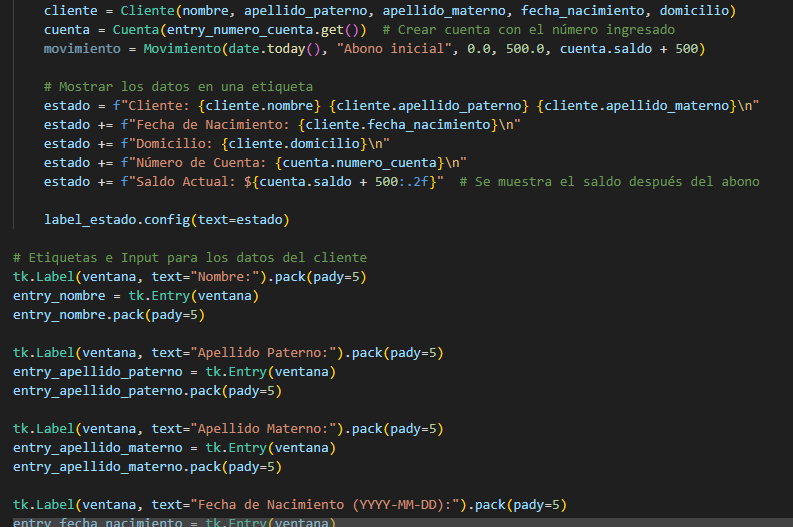 cliente = Cliente(nombre, apellido_paterno, apellido_materno, fecha_nacimiento, domicilio)
cuenta = Cuenta(entry_numero_cuenta.get())  # Crear cuenta con el número ingresado
movimiento = Movimiento(date.today(), "Abono inicial", 0.0, 500.0, cuenta.saldo + 500)
# Mostrar los datos en una etiqueta
estado = f"Cliente: {cliente.nombre} {cliente.apellido_paterno} {cliente.apellido_materno}\n"
estado += f"Fecha de Nacimiento: {cliente.fecha_nacimiento}\n"
estado += f"Domicilio: {cliente.domicilio}\n"
estado += f"Número de Cuenta: {cuenta.numero_cuenta}\n"
estado += f"Saldo Actual: ${cuenta.saldo + 500:.2f}"  # Se muestra el saldo después del abono
label_estado.config(text=estado)
# Etiquetas e Input para los datos del cliente
tk.Label(ventana, text="Nombre:").pack(pady=5)
entry_nombre = tk.Entry(ventana)
entry_nombre.pack(pady=5)
tk.Label(ventana, text="Apellido Paterno:").pack(pady=5)
entry_apellido_paterno = tk.Entry(ventana)
entry_apellido_paterno.pack(pady=5)
tk.Label(ventana, text="Apellido Materno:").pack(pady=5)
entry_apellido_materno = tk.Entry(ventana)
entry_apellido_materno.pack(pady=5)
tk.Label(ventana, text="Fecha de Nacimiento (YYYY-MM-DD):").pack(pady=5)
entry_fecha_nacimiento = tk.Entry(ventana)